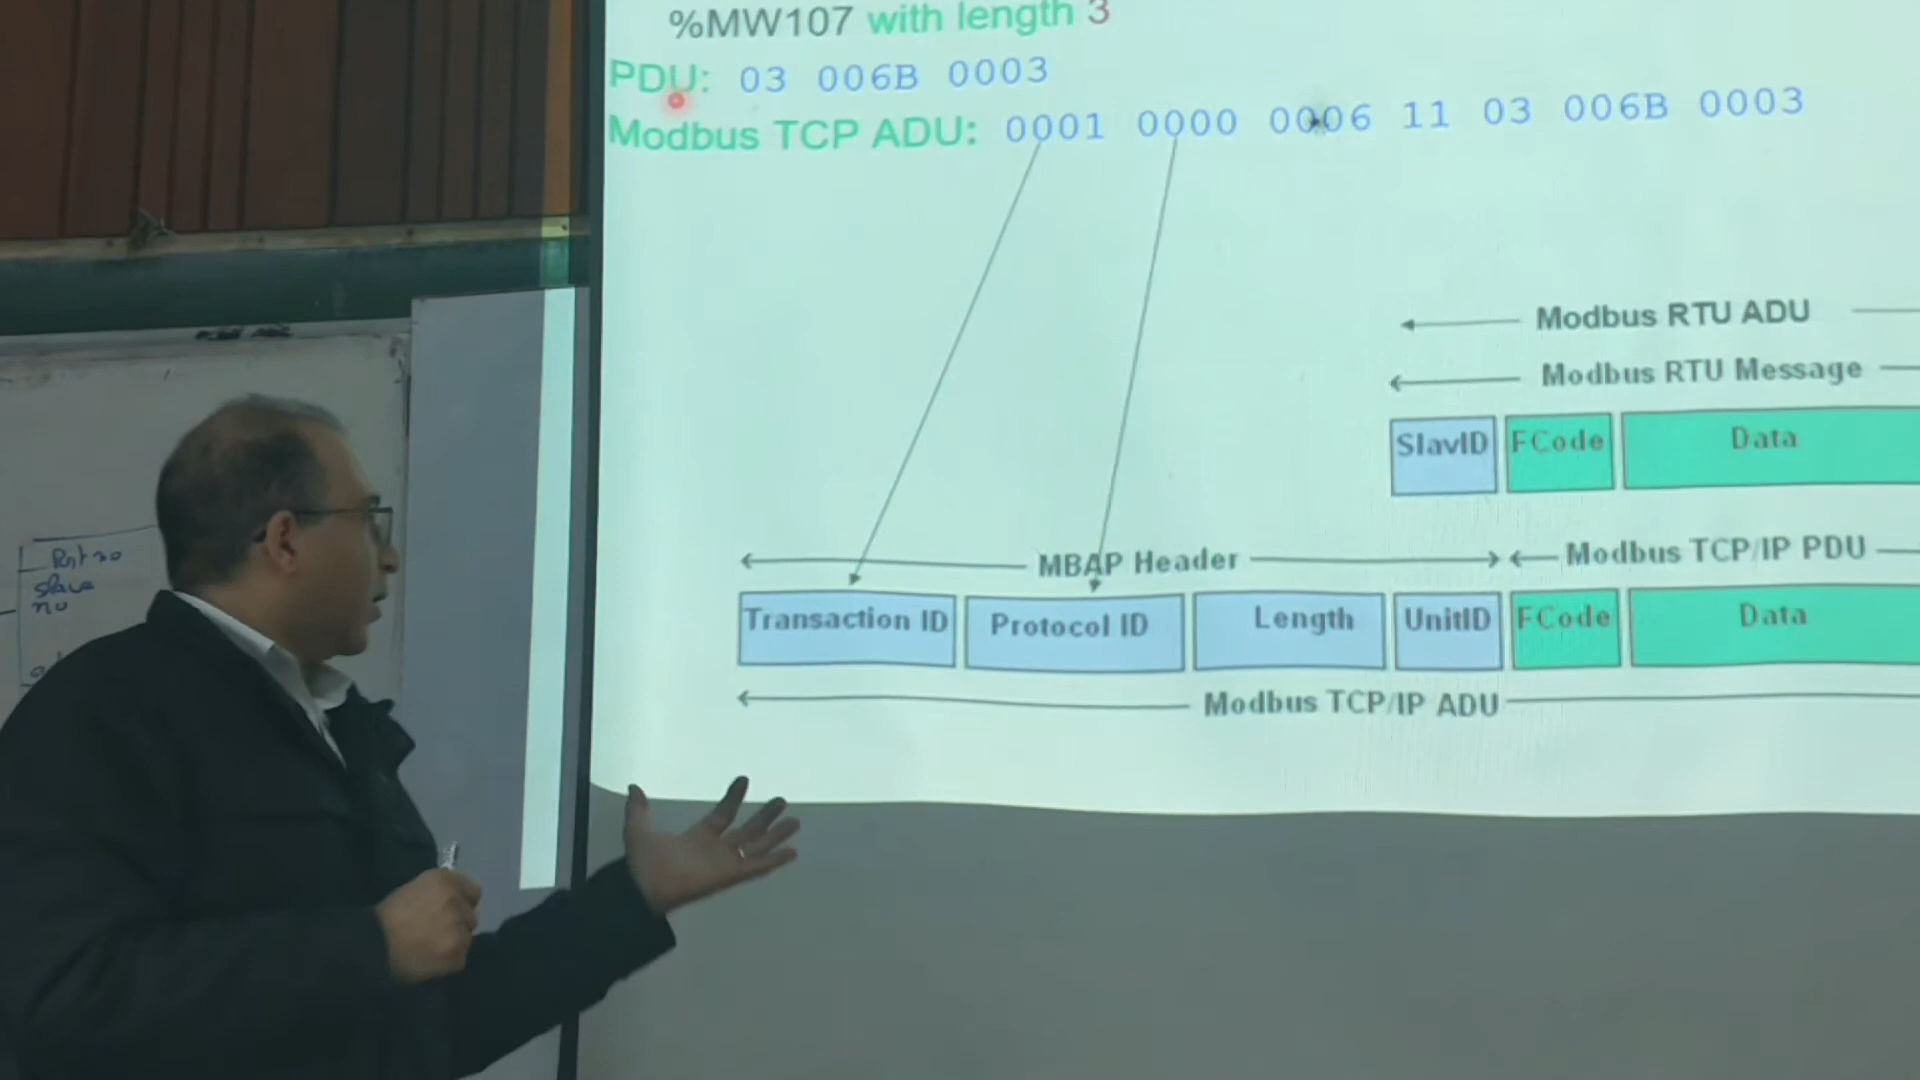 %MW107 with length 3
PDU: 03 006B 0003
Modbus TCP ADU: 0001 0000 0006 11 03 006B 0003
Modbus RTU ADU
Modbus RTU Message
SlavID FCode Data
MBAP Header Modbus TCP/IP PDU
Transaction ID Protocol ID Length UnitID FCode Data
Modbus TCP/IP ADU
slave
no